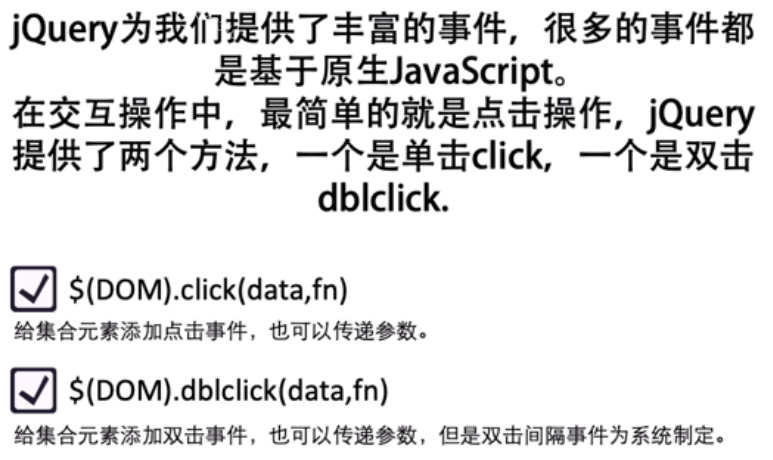 jQuery为我们提供了丰富的事件，很多的事件都
是基于原生JavaScript。
在交互操作中，最简单的就是点击操作，jQuery
提供了两个方法，一个是单击click，一个是双击
dblclick.
$(DOM).click(data,fn)
给集合元素添加点击事件，也可以传递参数。
$(DOM).dblclick(data,fn)
给集合元素添加双击事件，也可以传递参数，但是双击间隔事件为系统制定。